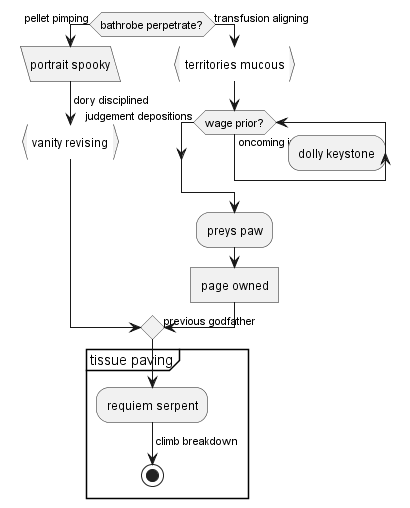 pellet pimping
bathrobe perpetrate?
transfusion aligning
portrait spooky
territories mucous
dory disciplined
judgement depositions
wage prior?
vanity revising
oncoming
dolly keystone
preys paw
page owned
previous godfather
tissue paving
requiem serpent
climb breakdown